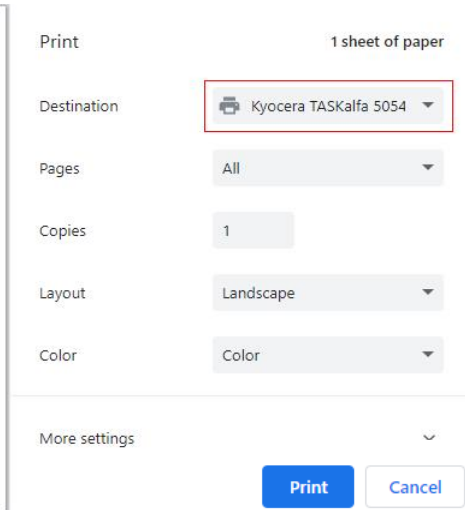 Print 1 sheet of paper
Destination Kyocera TASKalfa 5054
Pages All
Copies 1
Layout Landscape
Color Color
More settings
Print Cancel